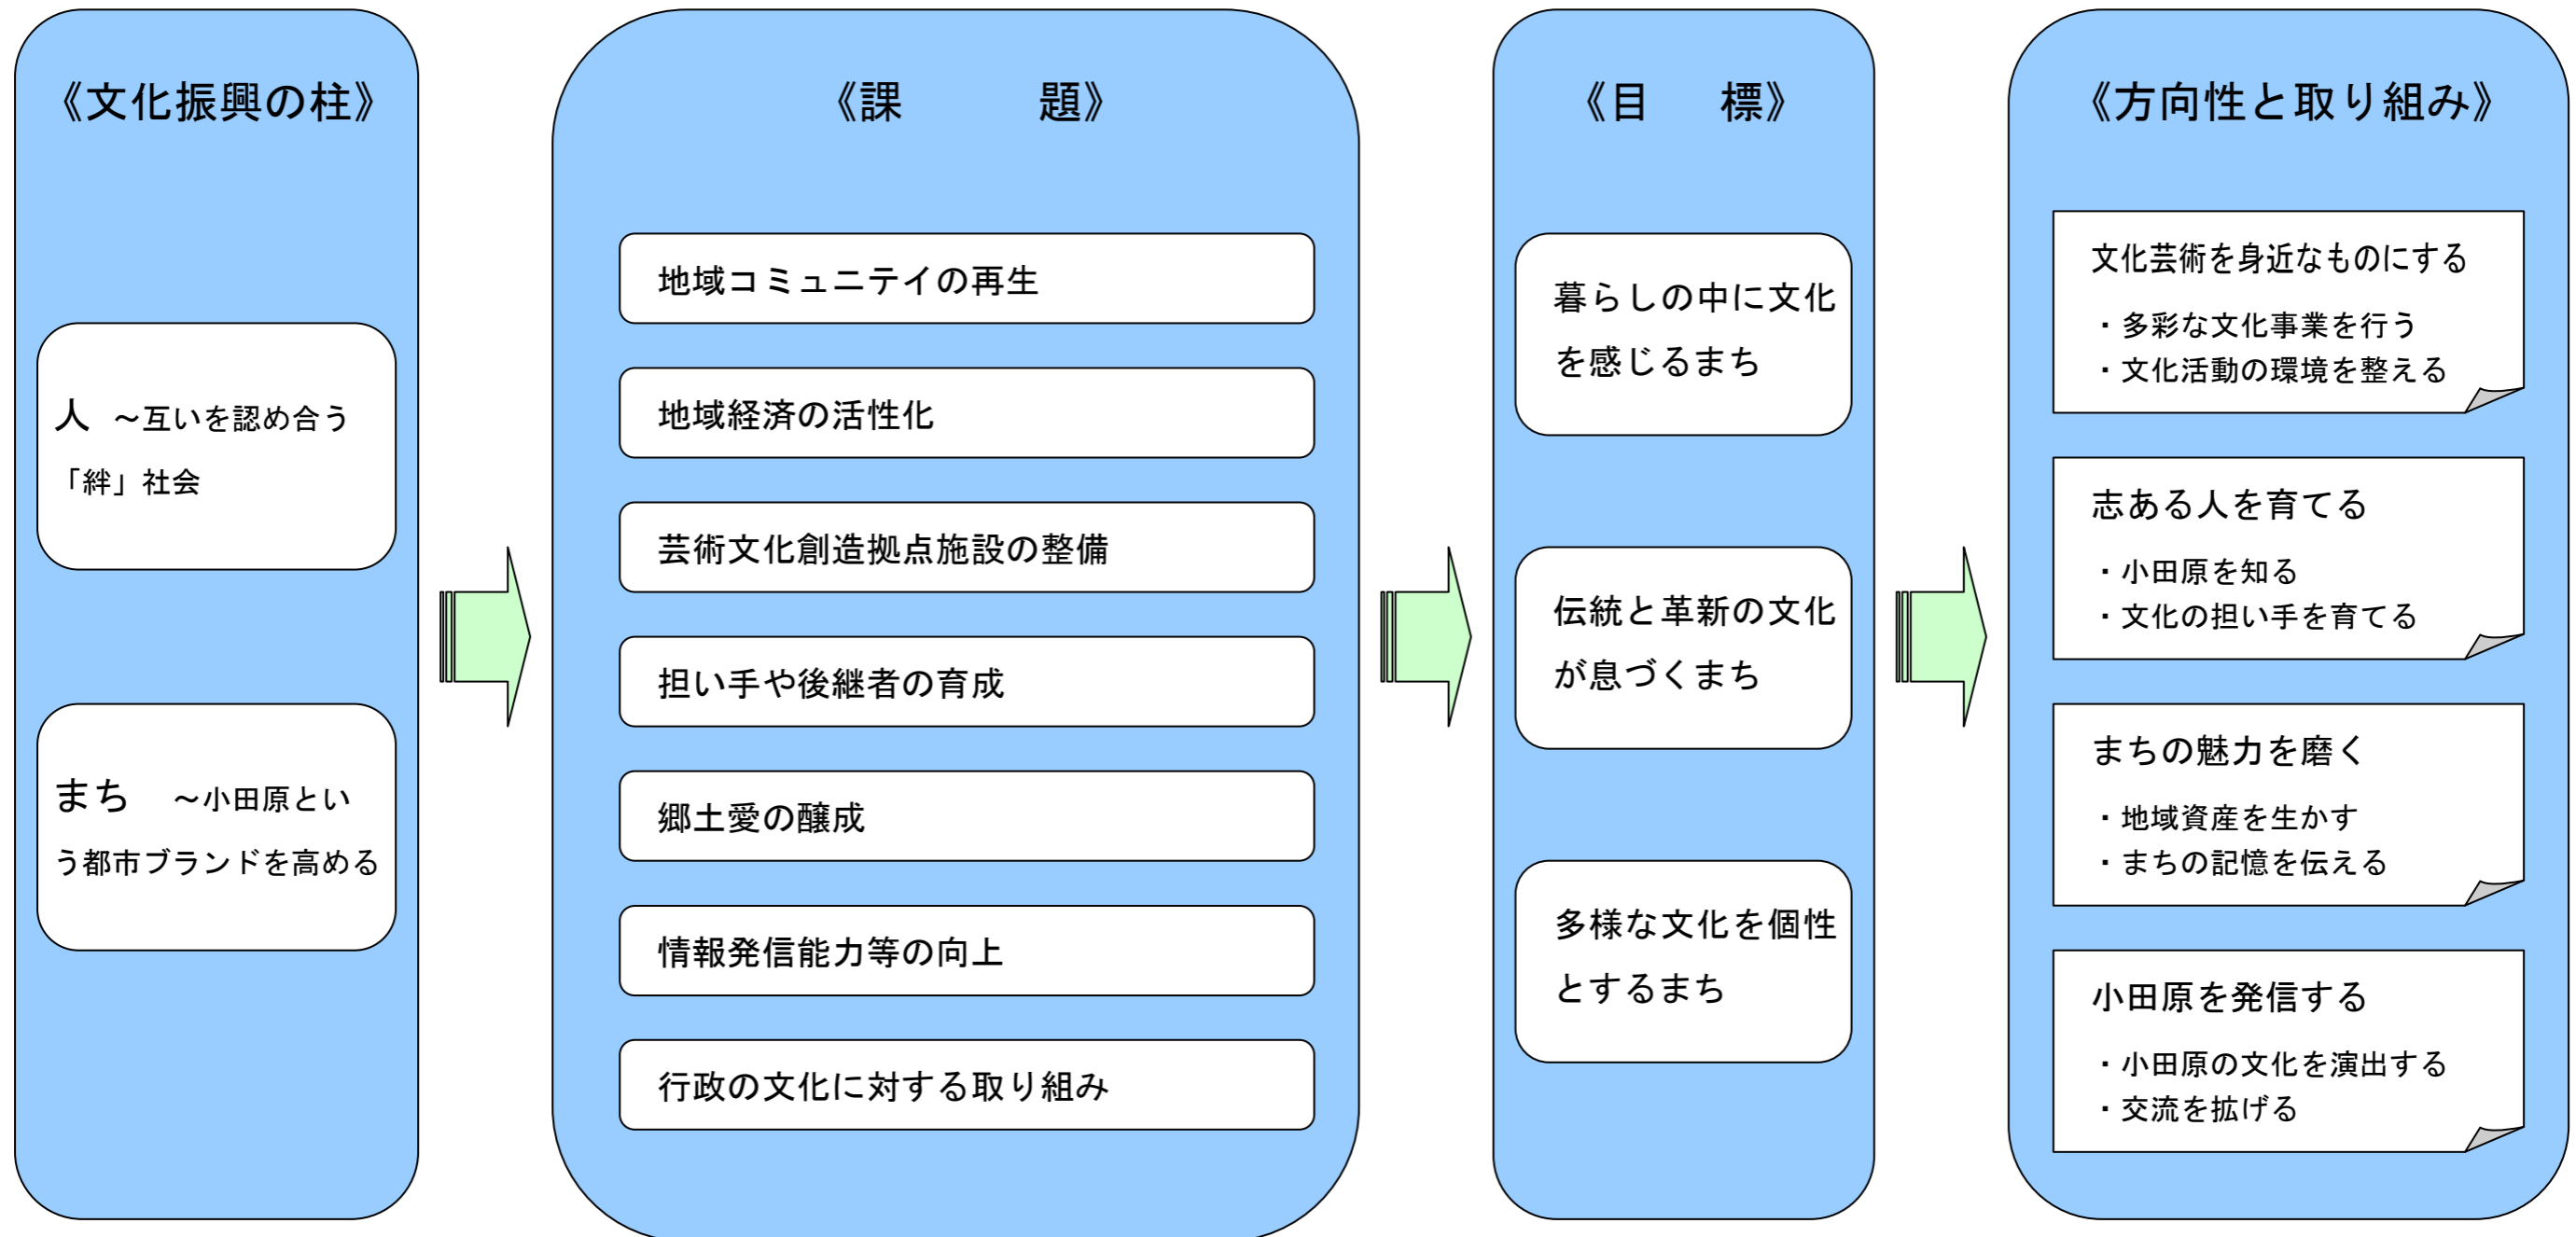 《文化振興の柱》
人 ～互いを認め合う
「絆」社会
まち ～小田原とい
う都市ブランドを高める
《課 題》
地域コミュニテイの再生
地域経済の活性化
芸術文化創造拠点施設の整備
担い手や後継者の育成
郷土愛の醸成
情報発信能力等の向上
行政の文化に対する取り組み
《目 標》
暮らしの中に文化
を感じるまち
伝統と革新の文化
が息づくまち
多様な文化を個性
とするまち
《方向性と取り組み》
文化芸術を身近なものにする
・多彩な文化事業を行う
・文化活動の環境を整える
志ある人を育てる
・小田原を知る
・文化の担い手を育てる
まちの魅力を磨く
・地域資産を生かす
・まちの記憶を伝える
小田原を発信する
・小田原の文化を演出する
・交流を拡げる